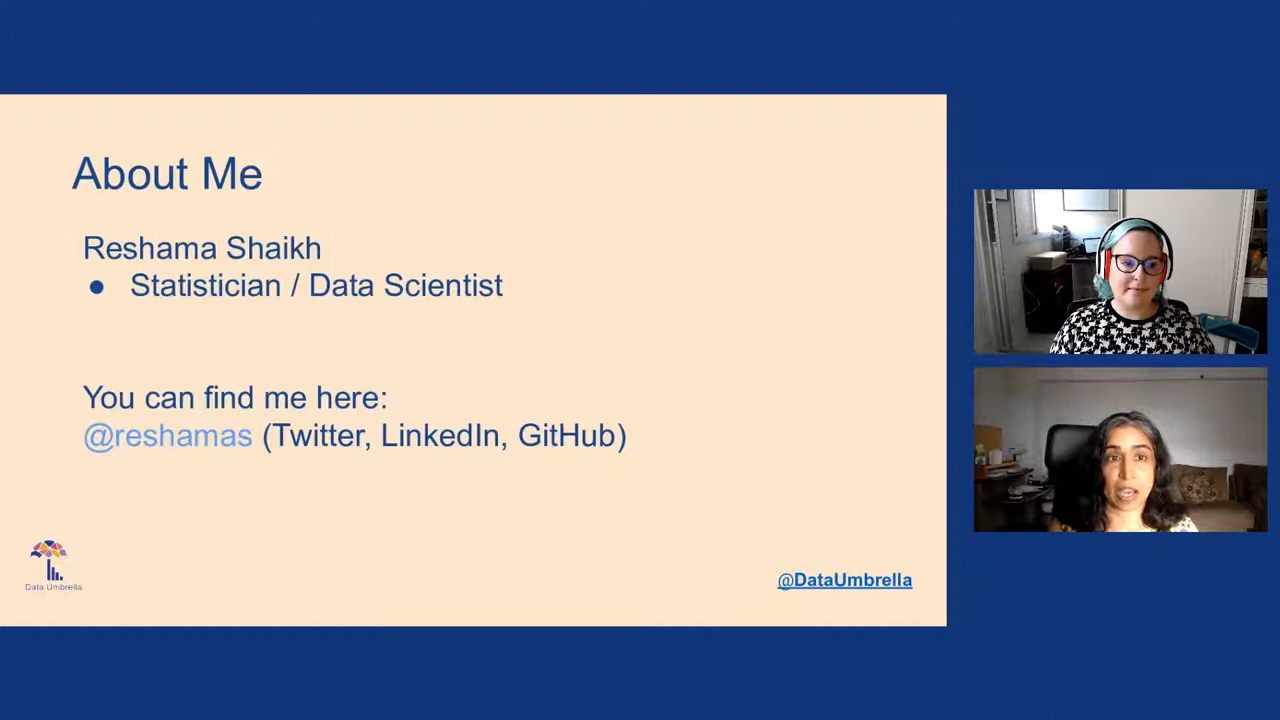 About Me
Reshama Shaikh
● Statistician / Data Scientist
You can find me here:
@reshamas (Twitter, LinkedIn, GitHub)
Data Umbrella
@DataUmbrella